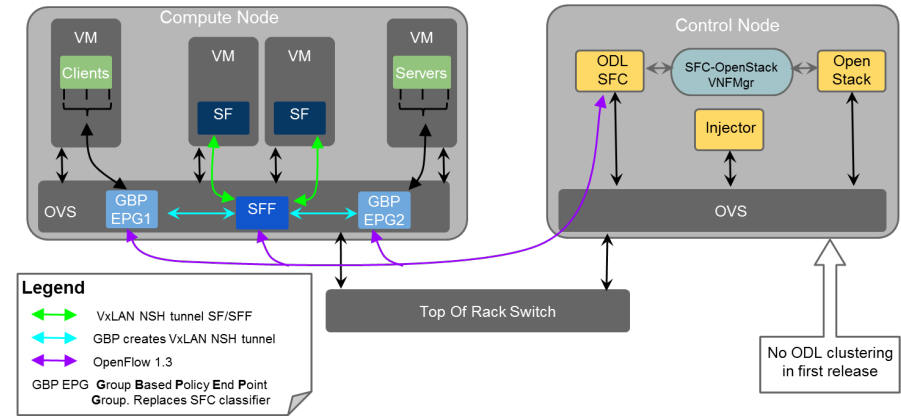 Compute Node
VM
Clients
VM
SF
VM
SF
VM
Servers
OVS
GBP
EPG1
SFF
GBP
EPG2
Control Node
ODL
SFC
SFC-OpenStack
VNFMgr
Open
Stack
Injector
OVS
Top Of Rack Switch
No ODL clustering
in first release
Legend
VxLAN NSH tunnel SF/SFF
GBP creates VxLAN NSH tunnel
OpenFlow 1.3
GBP EPG Group Based Policy End Point
Group. Replaces SFC classifier